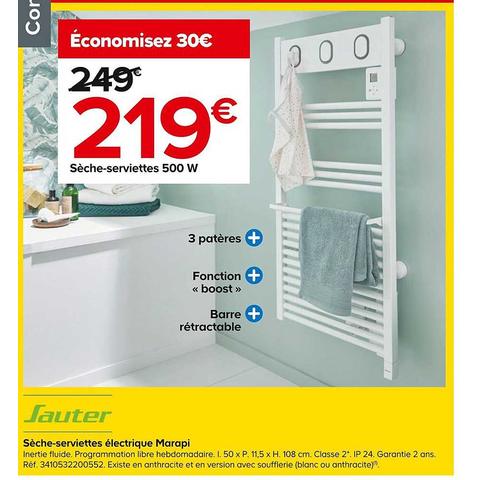 Cor
Économisez 30€
249€
219€
Sèche-serviettes 500 W
3 patères +
Fonction +
« boost »
Barre +
rétractable
Sauter
Sèche-serviettes électrique Marapi
Inertie fluide. Programmation libre hebdomadaire. l. 50 x P. 11,5 x H. 108 cm. Classe 2*. IP 24. Garantie 2 ans.
Réf. 3410532200552. Existe en anthracite et en version avec soufflerie (blanc ou anthracite)